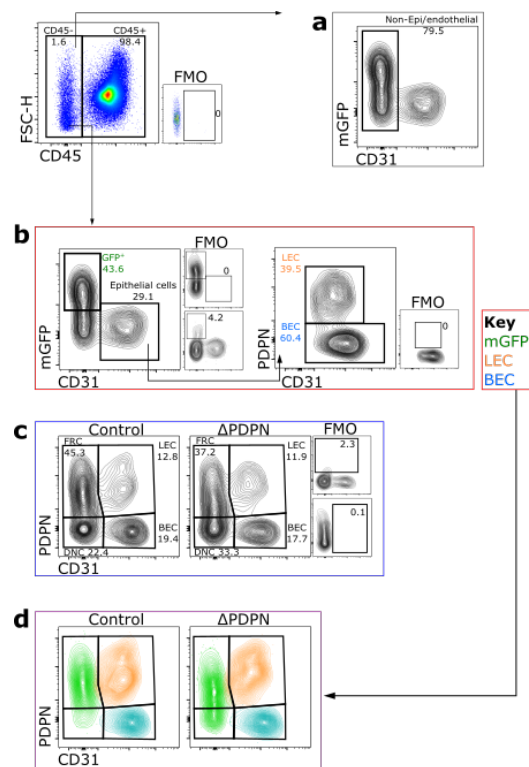 CD45-
1.6
CD45+
98.4
FSC-H
CD45
FMO
0
a
Non-Epi/endothelial
79.5
mGFP
CD31
b
GFP+
43.6
Epithelial cells
29.1
mGFP
CD31
FMO
0
4.2
LEC
39.5
BEC
60.4
PDPN
CD31
FMO
0
Key
mGFP
LEC
BEC
c
Control
FRC
45.3
LEC
12.8
BEC
19.4
DNC 22.4
PDPN
CD31
ΔPDPN
FRC
37.2
LEC
11.9
BEC
17.7
DNC 33.3
FMO
2.3
0.1
d
Control
ΔPDPN
PDPN
CD31